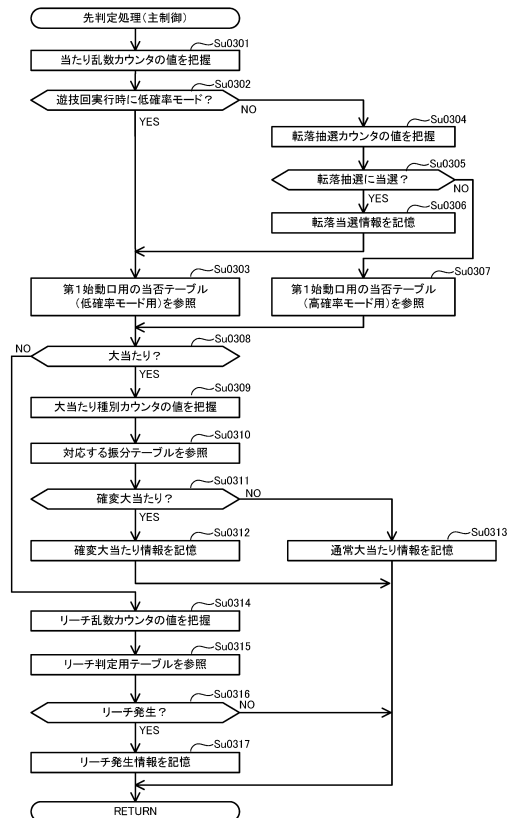 先判定処理(主制御)
Su0301
当たり乱数カウンタの値を把握
Su0302
遊技回実行時に低確率モード?
NO
YES
Su0304
転落抽選カウンタの値を把握
Su0305
転落抽選に当選?
NO
YES
Su0306
転落当選情報を記憶
Su0303
第1始動口用の当否テーブル
(低確率モード用)を参照
Su0307
第1始動口用の当否テーブル
(高確率モード用)を参照
Su0308
NO
大当たり?
YES
Su0309
大当たり種別カウンタの値を把握
Su0310
対応する振分テーブルを参照
Su0311
確変大当たり?
NO
YES
Su0312
確変大当たり情報を記憶
Su0313
通常大当たり情報を記憶
Su0314
リーチ乱数カウンタの値を把握
Su0315
リーチ判定用テーブルを参照
Su0316
リーチ発生?
NO
YES
Su0317
リーチ発生情報を記憶
RETURN